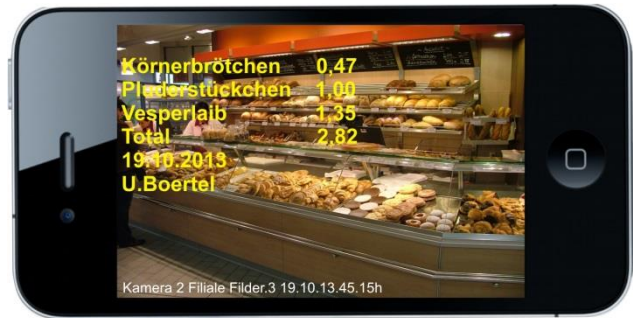 Körnerbrötchen 0,47
Pluderstückchen 1,00
Vesperlaib 1,35
Total 2,82
19.10.2013
U.Boertel
Kamera 2 Filiale Filder.3 19.10.13.45.15h